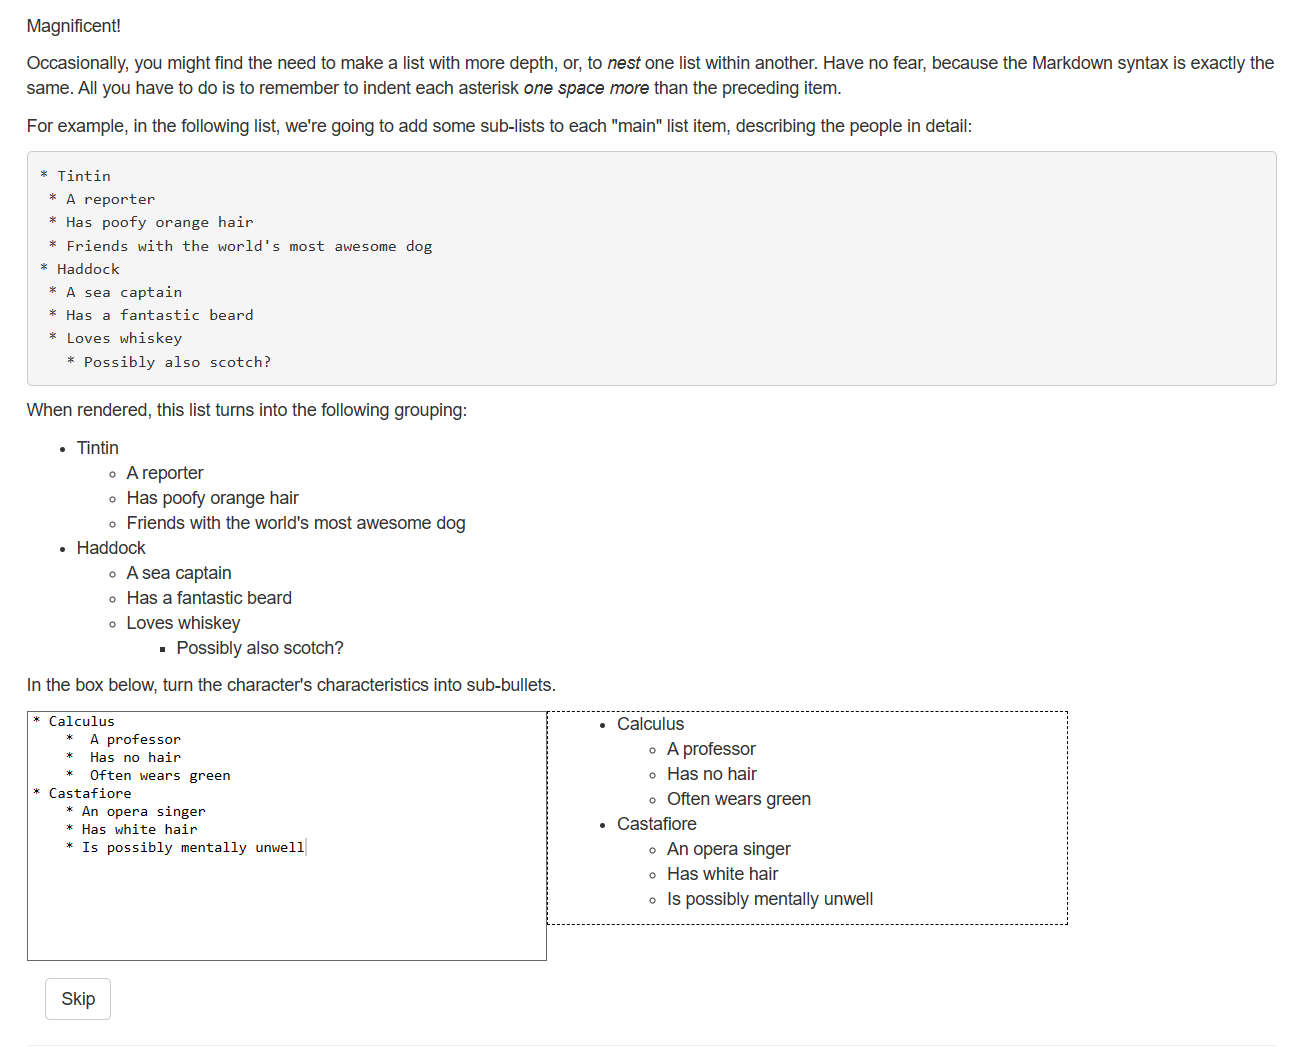 Magnificent!
Occasionally, you might find the need to make a list with more depth, or, to nest one list within another. Have no fear, because the Markdown syntax is exactly the
same. All you have to do is to remember to indent each asterisk one space more than the preceding item.
For example, in the following list, we're going to add some sub-lists to each "main" list item, describing the people in detail:
* Tintin
 * A reporter
 * Has poofy orange hair
 * Friends with the world's most awesome dog
* Haddock
 * A sea captain
 * Has a fantastic beard
 * Loves whiskey
   * Possibly also scotch?
When rendered, this list turns into the following grouping:
• Tintin
◦ A reporter
◦ Has poofy orange hair
◦ Friends with the world's most awesome dog
• Haddock
◦ A sea captain
◦ Has a fantastic beard
◦ Loves whiskey
▪ Possibly also scotch?
In the box below, turn the character's characteristics into sub-bullets.
* Calculus
    *  A professor
    *  Has no hair
    *  Often wears green
* Castafiore
    * An opera singer
    * Has white hair
    * Is possibly mentally unwell
• Calculus
◦ A professor
◦ Has no hair
◦ Often wears green
• Castafiore
◦ An opera singer
◦ Has white hair
◦ Is possibly mentally unwell
Skip